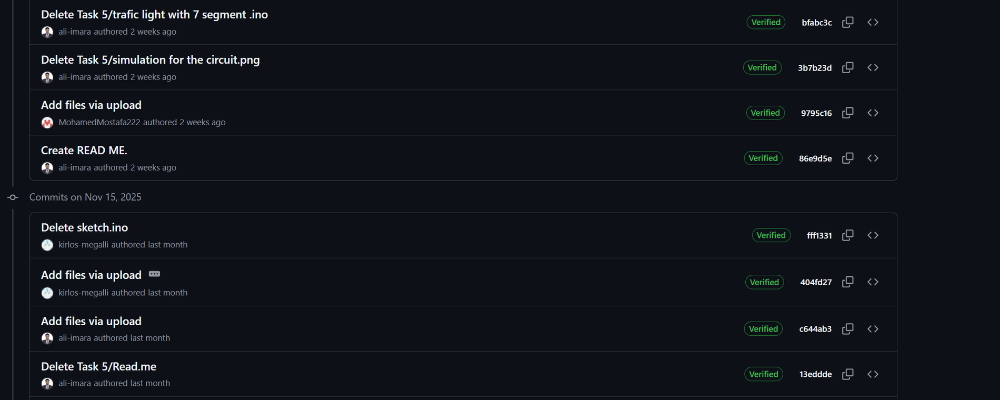 Delete Task 5/trafic light with 7 segment .ino
ali-imara authored 2 weeks ago
Verified
bfabc3c
Delete Task 5/simulation for the circuit.png
ali-imara authored 2 weeks ago
Verified
3b7b23d
Add files via upload
MohamedMostafa222 authored 2 weeks ago
Verified
9795c16
Create READ ME.
ali-imara authored 2 weeks ago
Verified
86e9d5e
Commits on Nov 15, 2025
Delete sketch.ino
kirlos-megalli authored last month
Verified
fff1331
Add files via upload
kirlos-megalli authored last month
Verified
404fd27
Add files via upload
ali-imara authored last month
Verified
c644ab3
Delete Task 5/Read.me
ali-imara authored last month
Verified
13eddde